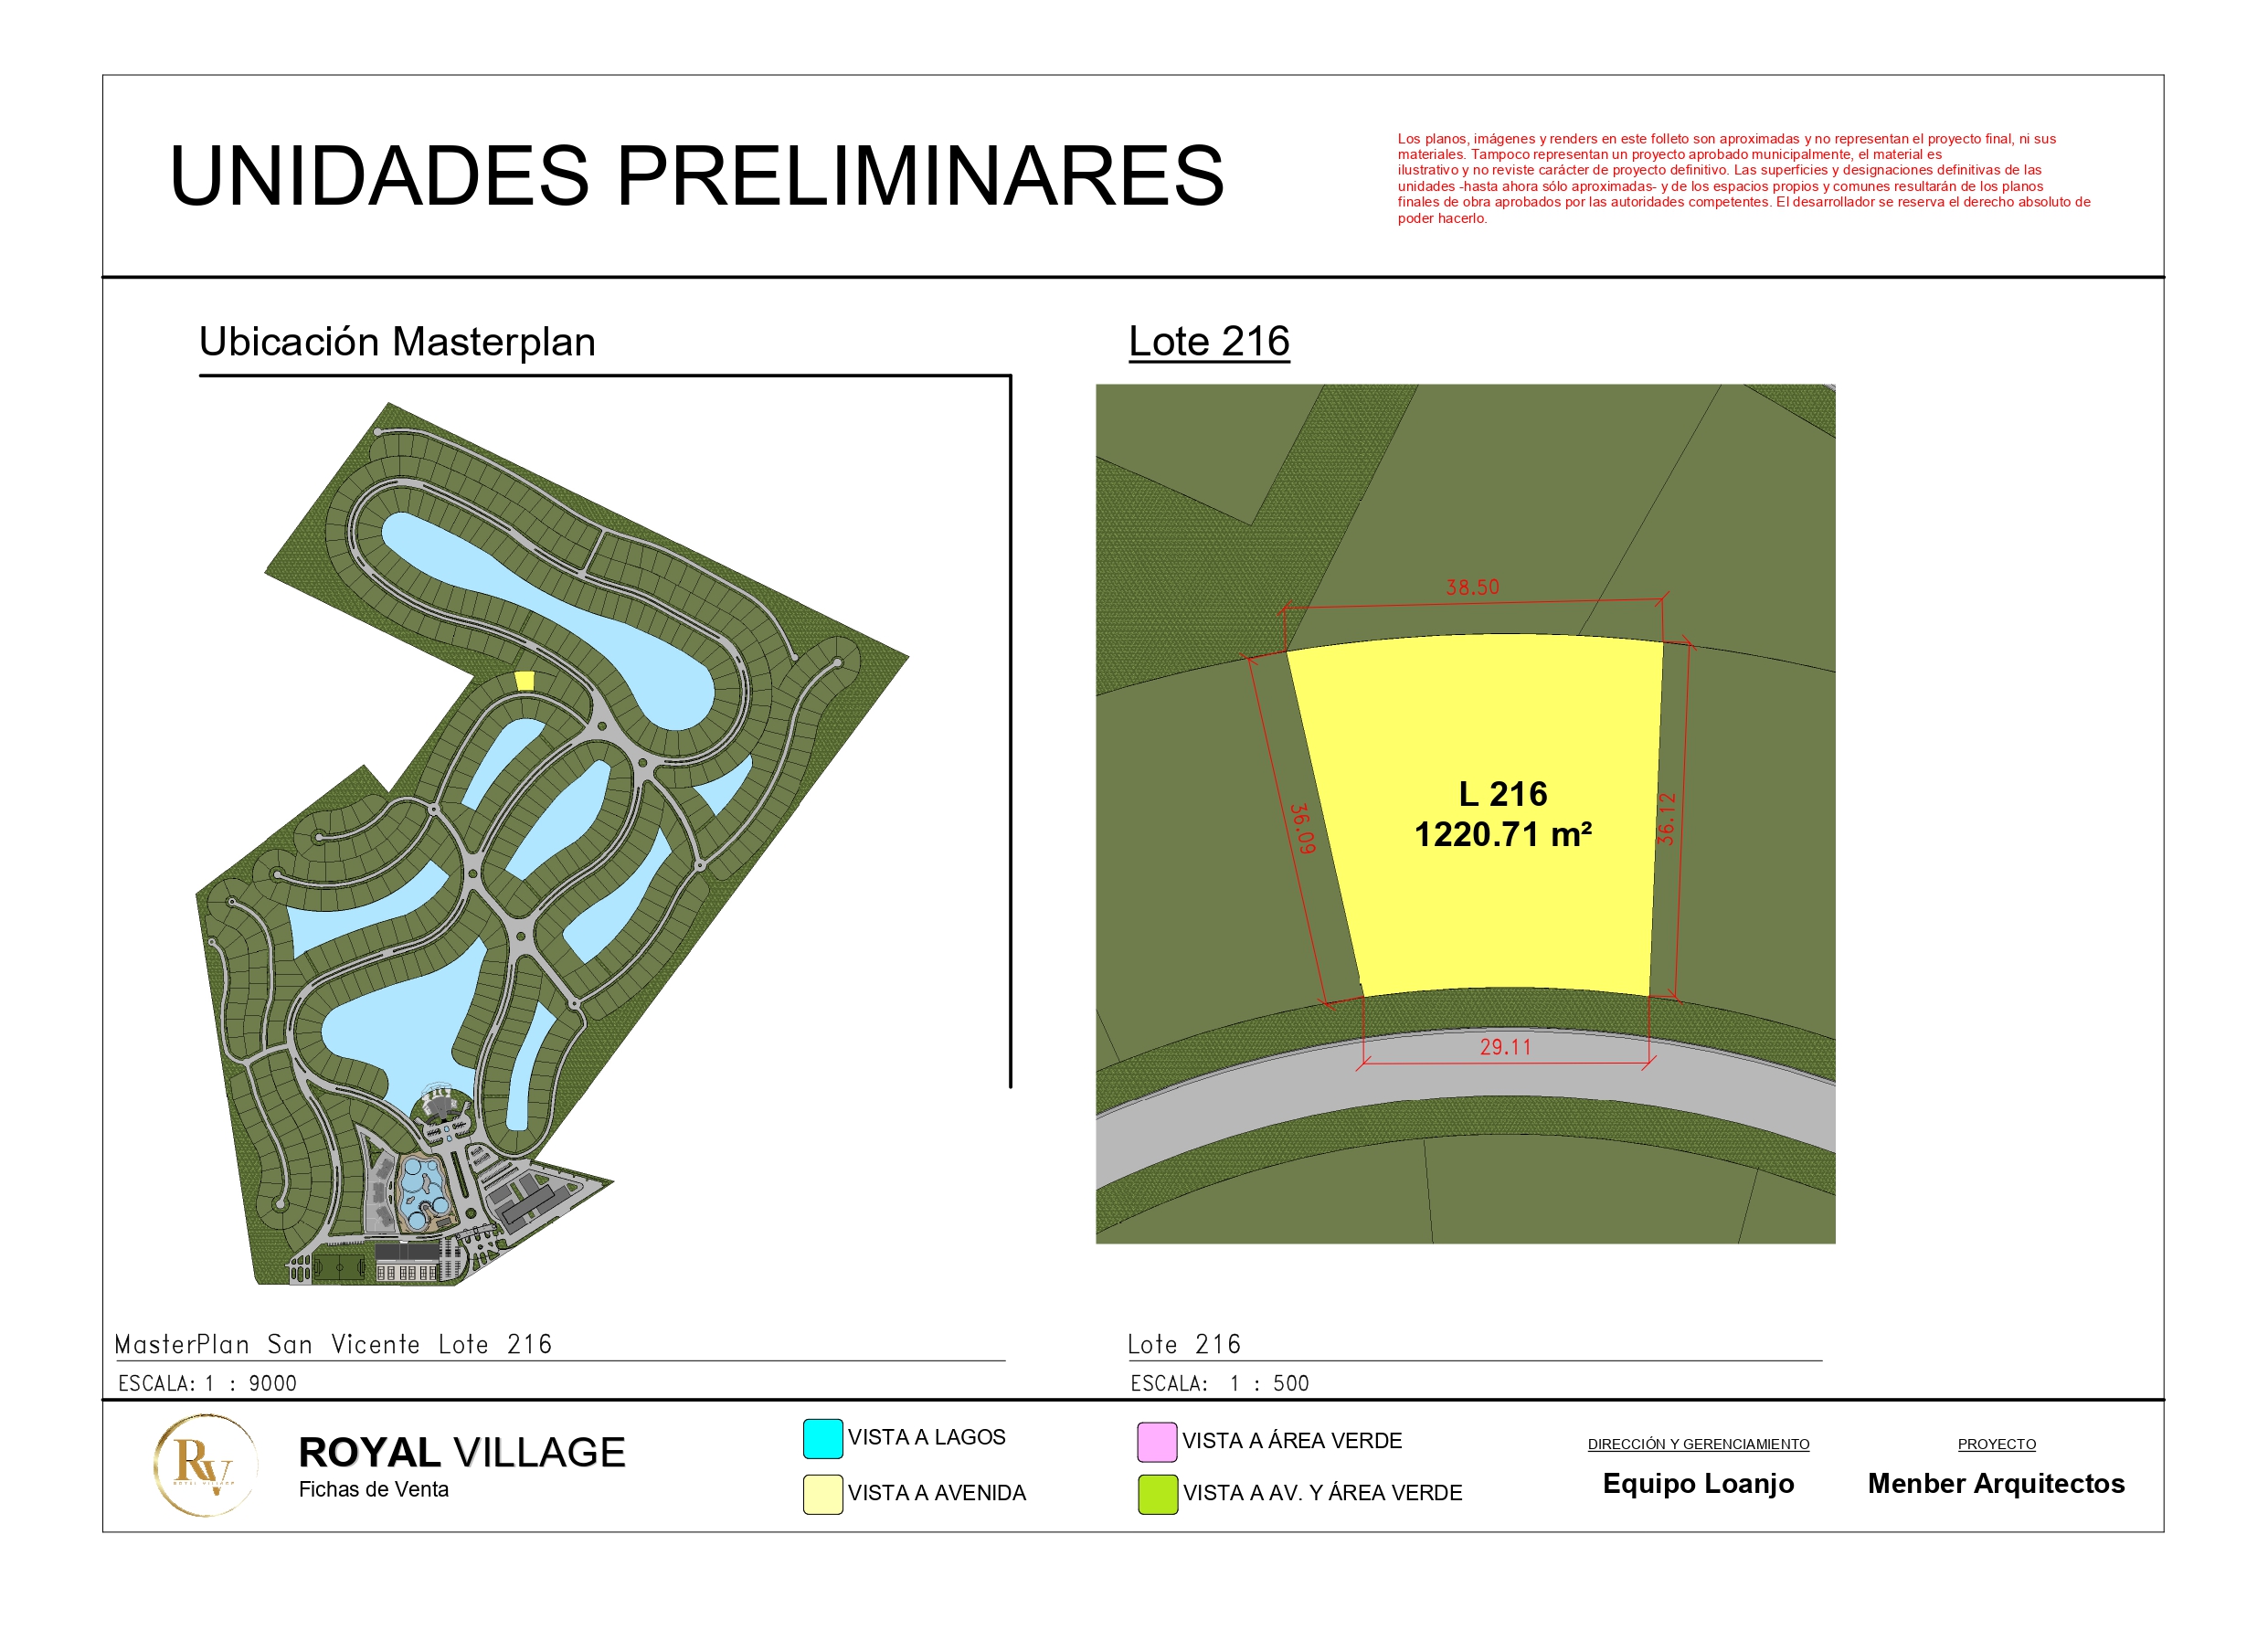 UNIDADES PRELIMINARES
Los planos, imágenes y renders en este folleto son aproximadas y no representan el proyecto final, ni sus
materiales. Tampoco representan un proyecto aprobado municipalmente, el material es
ilustrativo y no reviste carácter de proyecto definitivo. Las superficies y designaciones definitivas de las
unidades -hasta ahora sólo aproximadas- y de los espacios propios y comunes resultarán de los planos
finales de obra aprobados por las autoridades competentes. El desarrollador se reserva el derecho absoluto de
poder hacerlo.
Ubicación Masterplan
Lote 216
38.50
36.09
L 216
1220.71 m²
36.12
29.11
MasterPlan San Vicente Lote 216
ESCALA: 1 : 9000
Lote 216
ESCALA: 1 : 500
RV
ROYAL VILLAGE
ROYAL VILLAGE
Fichas de Venta
VISTA A LAGOS
VISTA A AVENIDA
VISTA A ÁREA VERDE
VISTA A AV. Y ÁREA VERDE
DIRECCIÓN Y GERENCIAMIENTO
Equipo Loanjo
PROYECTO
Menber Arquitectos